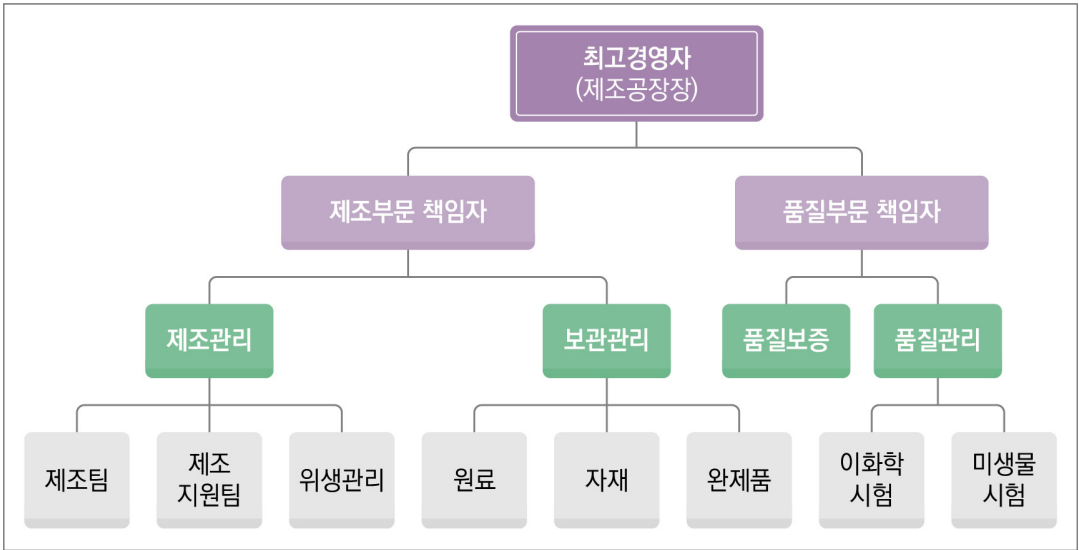 최고경영자
(제조공장장)
제조부문 책임자
품질부문 책임자
제조관리
보관관리
품질보증
품질관리
제조팀
제조
지원팀
위생관리
원료
자재
완제품
이화학
시험
미생물
시험